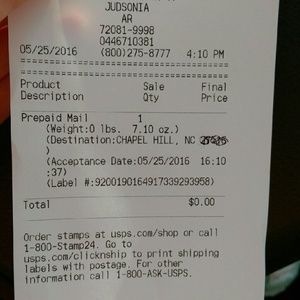 JUDSONIA
AR
72081-9998
0446710381
05/25/2016 (800)275-8777 4:10 PM
Product Sale Final
Description Qty Price
Prepaid Mail 1
(Weight:0 lbs. 7.10 oz.)
(Destination:CHAPEL HILL, NC
)
(Acceptance Date:05/25/2016 16:10
:37)
(Label #:9200190164917339293958)
Total $0.00
Order stamps at usps.com/shop or call
1-800-Stamp24. Go to
usps.com/clicknship to print shipping
labels with postage. For other
information call 1-800-ASK-USPS.